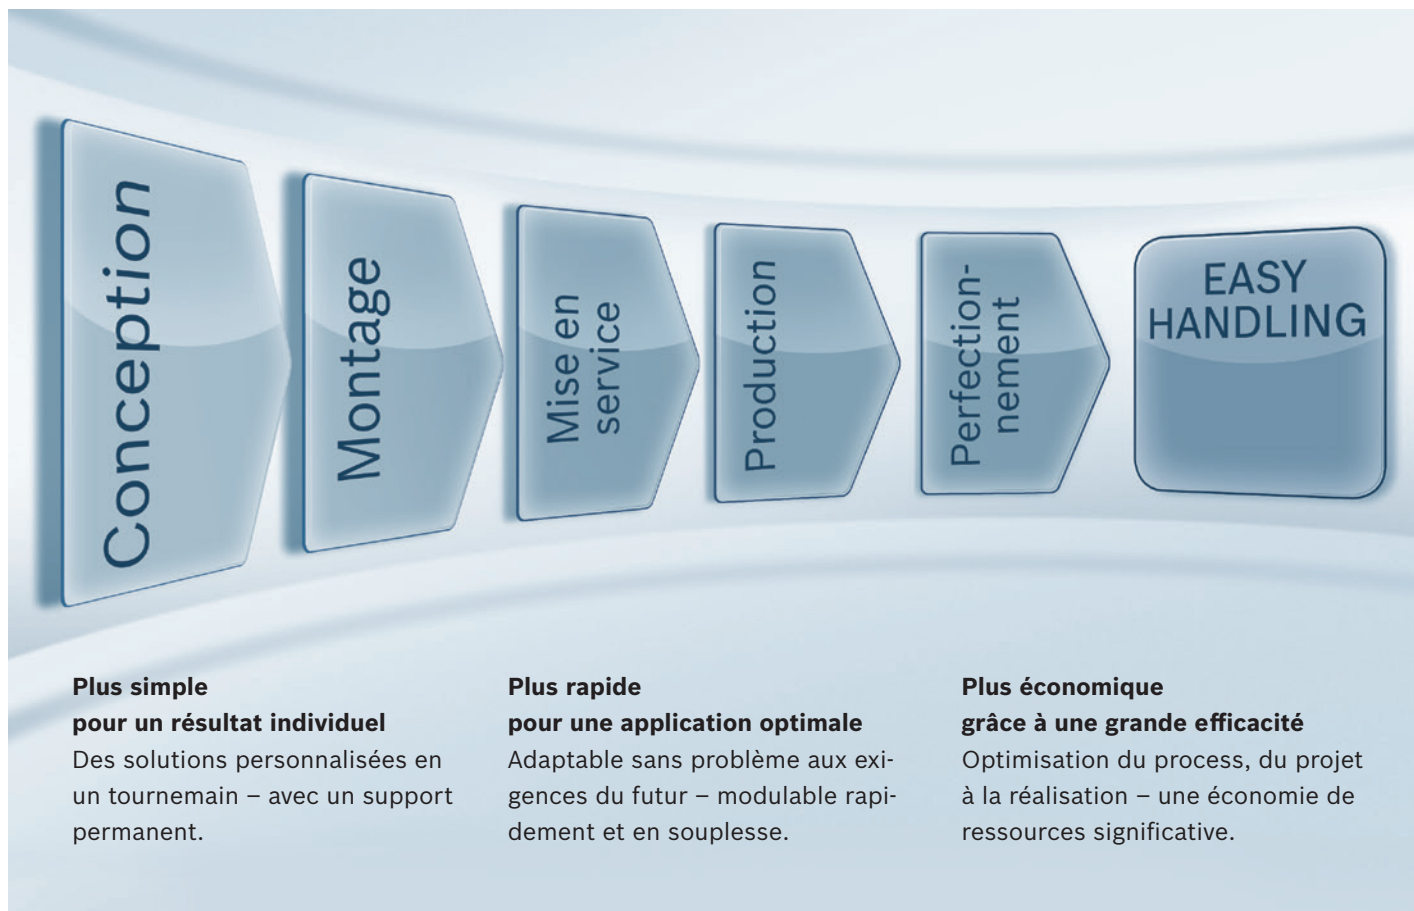 Conception
Montage
Mise en
service
Production
Perfection-
nement
EASY
HANDLING
Plus simple
pour un résultat individuel
Des solutions personnalisées en
un tournemain – avec un support
permanent.
Plus rapide
pour une application optimale
Adaptable sans problème aux exi-
gences du futur – modulable rapi-
dement et en souplesse.
Plus économique
grâce à une grande efficacité
Optimisation du process, du projet
à la réalisation – une économie de
ressources significative.